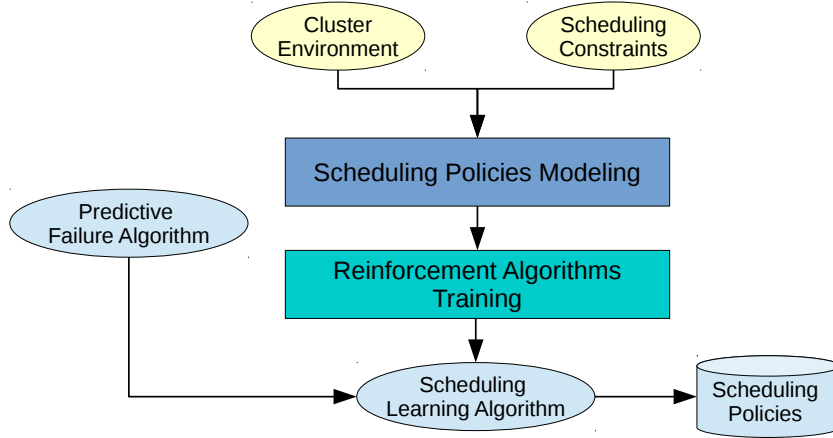 Cluster
Environment
Scheduling
Constraints
Scheduling Policies Modeling
Predictive
Failure Algorithm
Reinforcement Algorithms
Training
Scheduling
Learning Algorithm
Scheduling
Policies